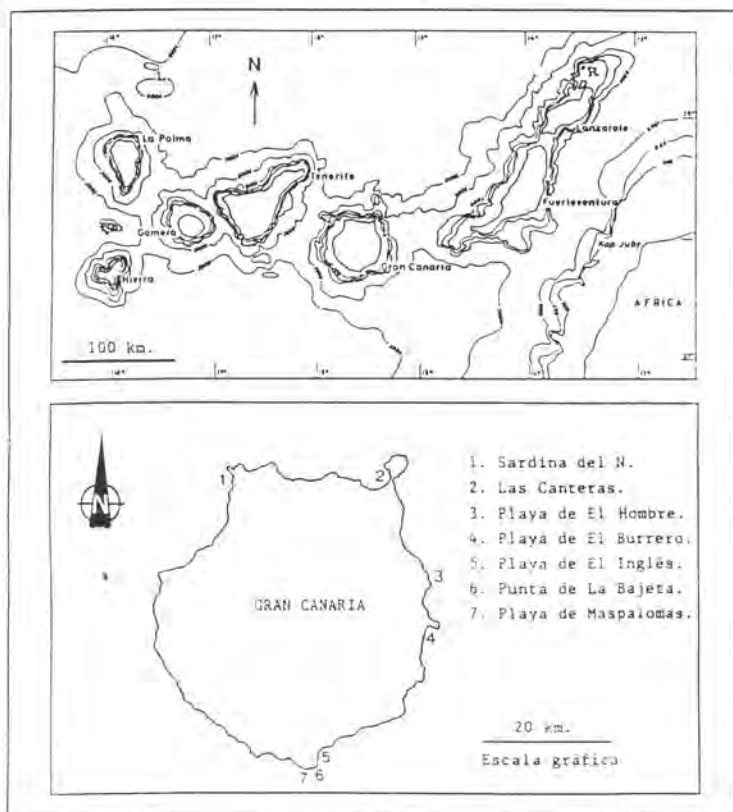 N
La Palma
Tenerife
Lanzarote
Gomera
Fuerteventura
Gran Canaria
Kap Juby
Hierro
AFRICA
100 km.
N
GRAN CANARIA
1
2
3
4
5
6
7
1. Sardina del N.
2. Las Canteras.
3. Playa de El Hombre.
4. Playa de El Burrero.
5. Playa de El Inglés.
6. Punta de La Bajeta.
7. Playa de Maspalomas.
20 km.
Escala gráfica